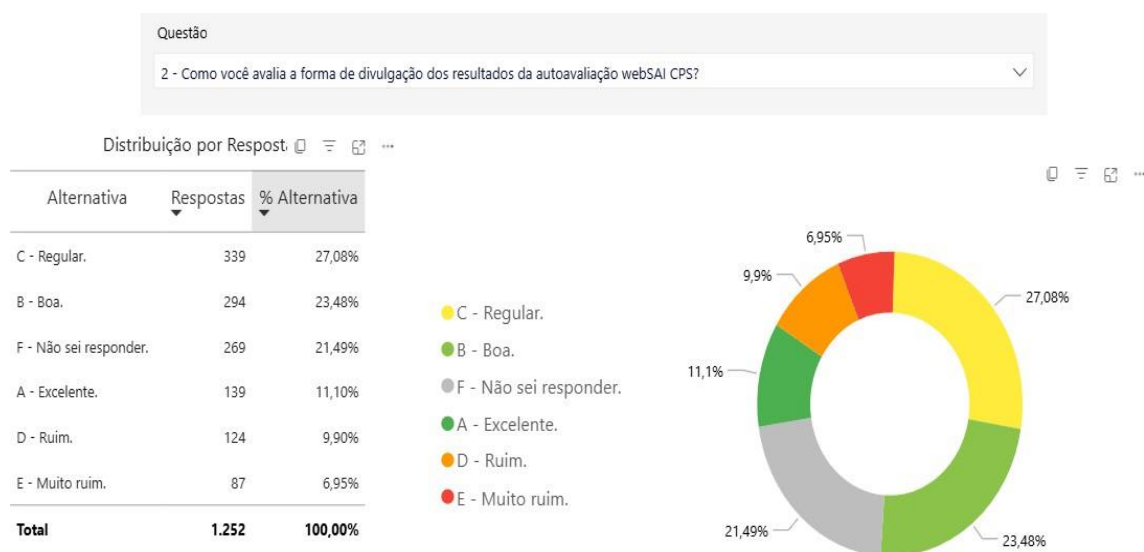 Questão
2 - Como você avalia a forma de divulgação dos resultados da autoavaliação webSAI CPS?
Distribuição por Respost
Alternativa Respostas % Alternativa
C - Regular. 339 27,08%
B - Boa. 294 23,48%
F - Não sei responder. 269 21,49%
A - Excelente. 139 11,10%
D - Ruim. 124 9,90%
E - Muito ruim. 87 6,95%
Total 1.252 100,00%
C - Regular.
B - Boa.
F - Não sei responder.
A - Excelente.
D - Ruim.
E - Muito ruim.
6,95%
9,9%
27,08%
11,1%
21,49%
23,48%